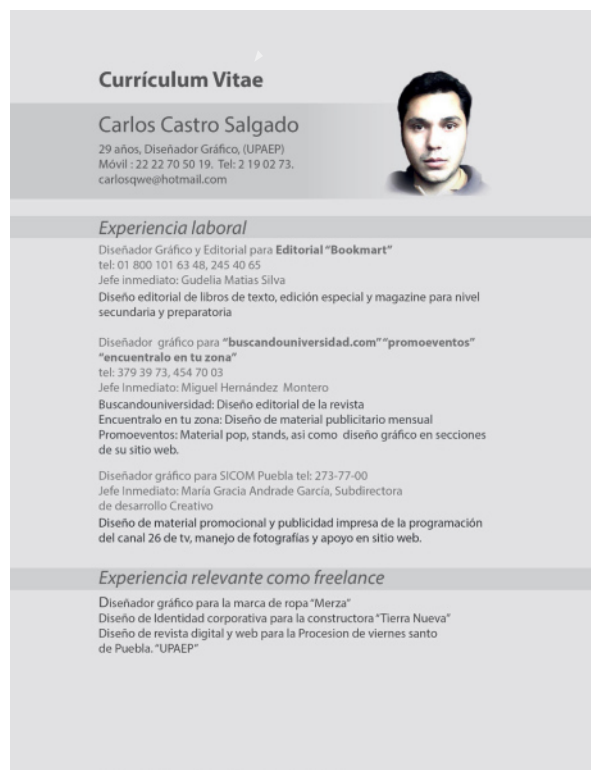 Currículum Vitae
Carlos Castro Salgado
29 años, Diseñador Gráfico, (UPAEP)
Móvil : 22 22 70 50 19.  Tel: 2 19 02 73.
carlosqwe@hotmail.com
Experiencia laboral
Diseñador Gráfico y Editorial para Editorial “Bookmart”
tel: 01 800 101 63 48, 245 40 65
Jefe inmediato: Gudelia Matias Silva
Diseño editorial de libros de texto, edición especial y magazine para nivel
secundaria y preparatoria
Diseñador  gráfico para “buscandouniversidad.com” “promoeventos”
“encuentralo en tu zona”
tel: 379 39 73, 454 70 03
Jefe Inmediato: Miguel Hernández  Montero
Buscandouniversidad: Diseño editorial de la revista
Encuentralo en tu zona: Diseño de material publicitario mensual
Promoeventos: Material pop, stands, asi como  diseño gráfico en secciones
de su sitio web.
Diseñador gráfico para SICOM Puebla tel: 273-77-00
Jefe Inmediato: María Gracia Andrade García, Subdirectora
de desarrollo Creativo
Diseño de material promocional y publicidad impresa de la programación
del canal 26 de tv, manejo de fotografías y apoyo en sitio web.
Experiencia relevante como freelance
Diseñador gráfico para la marca de ropa “Merza”
Diseño de Identidad corporativa para la constructora “Tierra Nueva”
Diseño de revista digital y web para la Procesion de viernes santo
de Puebla. “UPAEP”